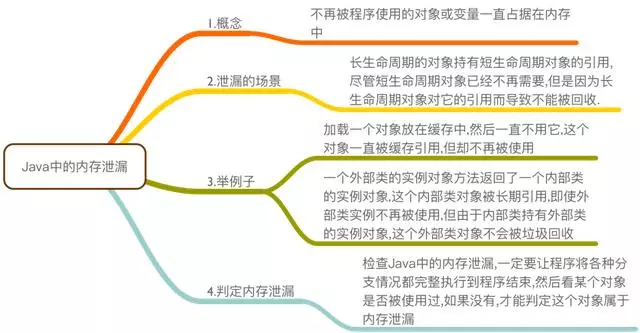 Java中的内存泄漏
1.概念
不再被程序使用的对象或变量一直占据在内存
中
2.泄漏的场景
长生命周期的对象持有短生命周期对象的引用,
尽管短生命周期对象已经不再需要,但是因为长
生命周期对象对它的引用而导致不能被回收.
3.举例子
加载一个对象放在缓存中,然后一直不用它,这个
对象一直被缓存引用,但却不再被使用
一个外部类的实例对象方法返回了一个内部类
的实例对象,这个内部类对象被长期引用,即使外
部类实例不再被使用,但由于内部类持有外部类
的实例对象,这个外部类对象不会被垃圾回收
4.判定内存泄漏
检查Java中的内存泄漏,一定要让程序将各种分
支情况都完整执行到程序结束,然后看某个对象
是否被使用过,如果没有,才能判定这个对象属于
内存泄漏